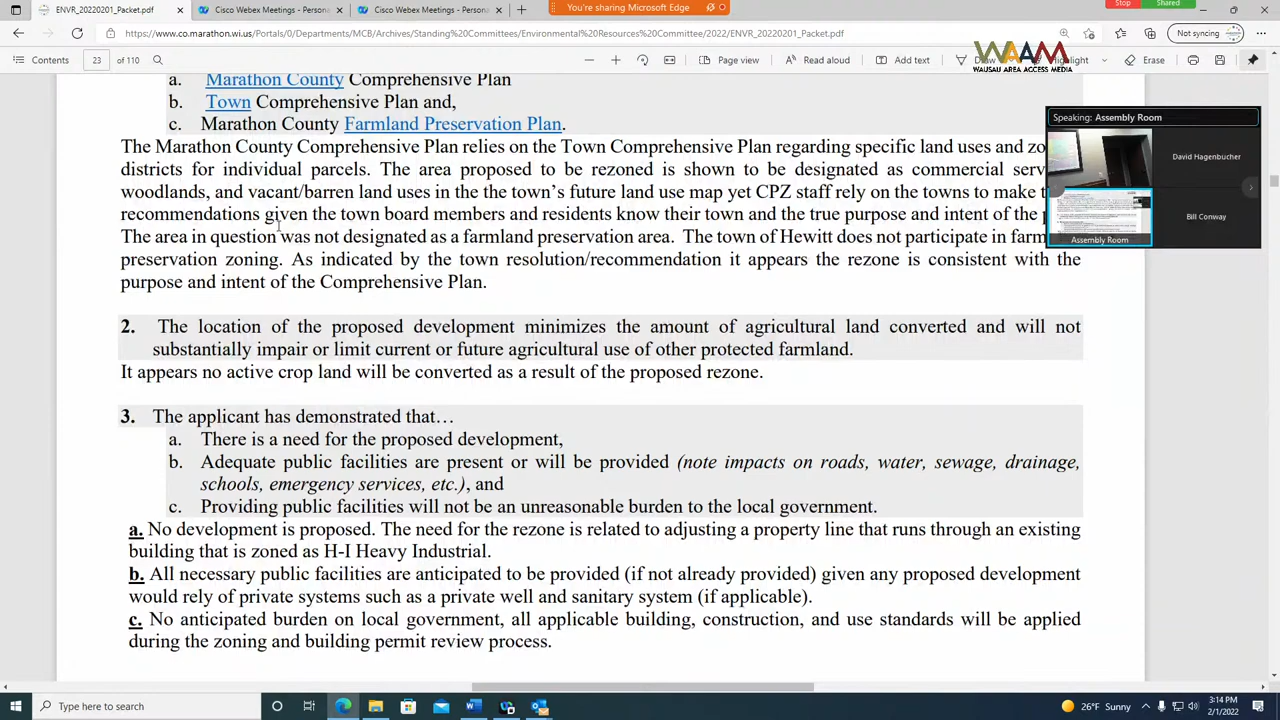 ENVR_20220201_Packet.pdf
Cisco Webex Meetings - Persona
Cisco Webex Meetings - Persona
You're sharing Microsoft Edge
Stop
Shared
https://www.co.marathon.wi.us/Portals/0/Departments/MCB/Archives/Standing%20Committees/Environmental%20Resources%20Committee/2022/ENVR_20220201_Packet.pdf
Not syncing
Contents
23 of 110
Page view
Read aloud
Add text
Draw
Highlight
Erase
WAAM
WAUSAU AREA ACCESS MEDIA
a. Marathon County Comprehensive Plan
b. Town Comprehensive Plan and,
c. Marathon County Farmland Preservation Plan.
The Marathon County Comprehensive Plan relies on the Town Comprehensive Plan regarding specific land uses and zo
districts for individual parcels. The area proposed to be rezoned is shown to be designated as commercial serv
woodlands, and vacant/barren land uses in the the town's future land use map yet CPZ staff rely on the towns to make t
recommendations given the town board members and residents know their town and the true purpose and intent of the p
The area in question was not designated as a farmland preservation area. The town of Hewitt does not participate in farm
preservation zoning. As indicated by the town resolution/recommendation it appears the rezone is consistent with the
purpose and intent of the Comprehensive Plan.
2. The location of the proposed development minimizes the amount of agricultural land converted and will not
substantially impair or limit current or future agricultural use of other protected farmland.
It appears no active crop land will be converted as a result of the proposed rezone.
3. The applicant has demonstrated that…
a. There is a need for the proposed development,
b. Adequate public facilities are present or will be provided (note impacts on roads, water, sewage, drainage,
schools, emergency services, etc.), and
c. Providing public facilities will not be an unreasonable burden to the local government.
a. No development is proposed. The need for the rezone is related to adjusting a property line that runs through an existing
building that is zoned as H-I Heavy Industrial.
b. All necessary public facilities are anticipated to be provided (if not already provided) given any proposed development
would rely of private systems such as a private well and sanitary system (if applicable).
c. No anticipated burden on local government, all applicable building, construction, and use standards will be applied
during the zoning and building permit review process.
Speaking: Assembly Room
David Hagenbucher
Bill Conway
Assembly Room
Type here to search
26°F Sunny
3:14 PM
2/1/2022